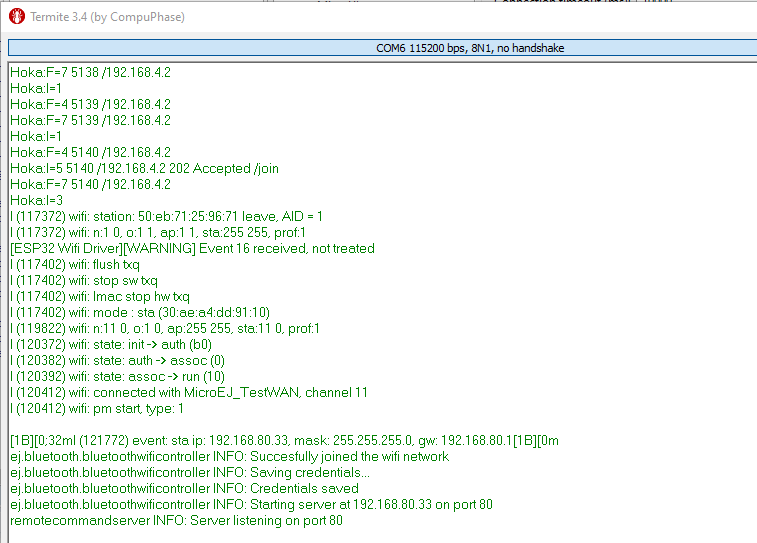 Termite 3.4 (by CompuPhase)
COM6 115200 bps, 8N1, no handshake
Hoka:F=7 5138 /192.168.4.2
Hoka:I=1
Hoka:F=4 5139 /192.168.4.2
Hoka:F=7 5139 /192.168.4.2
Hoka:I=1
Hoka:F=4 5140 /192.168.4.2
Hoka:I=5 5140 /192.168.4.2 202 Accepted /join
Hoka:F=7 5140 /192.168.4.2
Hoka:I=3
I (117372) wifi: station: 50:eb:71:25:96:71 leave, AID = 1
I (117372) wifi: n:1 0, o:1 1, ap:1 1, sta:255 255, prof:1
[ESP32 Wifi Driver][WARNING] Event 16 received, not treated
I (117402) wifi: flush txq
I (117402) wifi: stop sw txq
I (117402) wifi: lmac stop hw txq
I (117402) wifi: mode : sta (30:ae:a4:dd:91:10)
I (119822) wifi: n:11 0, o:1 0, ap:255 255, sta:11 0, prof:1
I (120372) wifi: state: init -> auth (b0)
I (120382) wifi: state: auth -> assoc (0)
I (120392) wifi: state: assoc -> run (10)
I (120412) wifi: connected with MicroEJ_TestWAN, channel 11
I (120412) wifi: pm start, type: 1
[1B][0;32mI (121772) event: sta ip: 192.168.80.33, mask: 255.255.255.0, gw: 192.168.80.1[1B][0m
ej.bluetooth.bluetoothwificontroller INFO: Succesfully joined the wifi network
ej.bluetooth.bluetoothwificontroller INFO: Saving credentials...
ej.bluetooth.bluetoothwificontroller INFO: Credentials saved
ej.bluetooth.bluetoothwificontroller INFO: Starting server at 192.168.80.33 on port 80
remotecommandserver INFO: Server listening on port 80